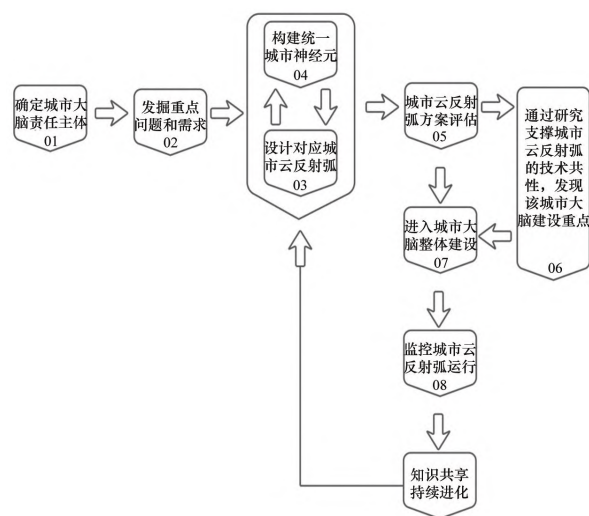 确定城市大
脑责任主体
01
发掘重点
问题和需求
02
构建统一
城市神经元
04
设计对应城
市云反射弧
03
城市云反射
弧方案评估
05
通过研究
支撑城市
云反射弧
的技术共
性，发现
该城市大
脑建设重点
06
进入城市大
脑整体建设
07
监控城市云
反射弧运行
08
知识共享
持续进化